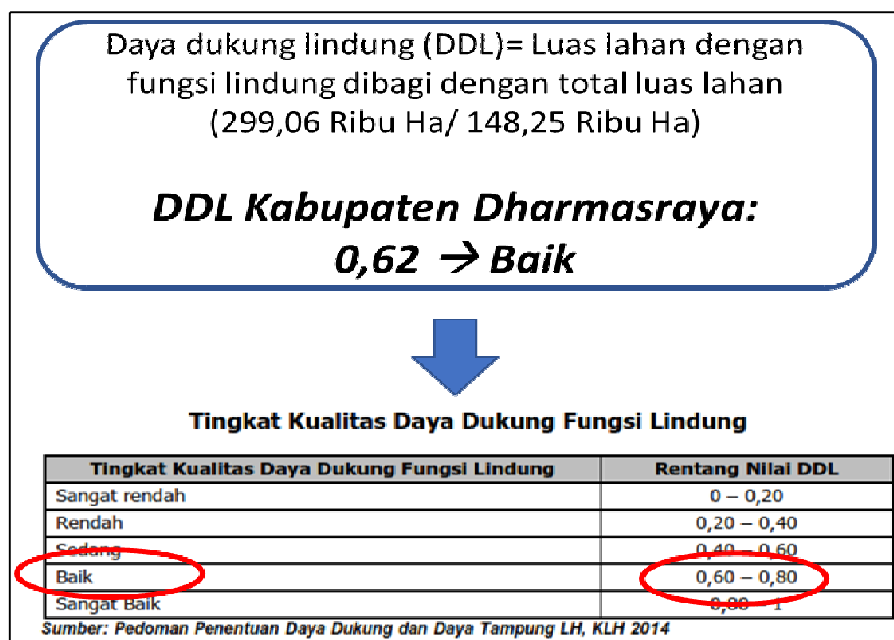 Daya dukung lindung (DDL)= Luas lahan dengan
fungsi lindung dibagi dengan total luas lahan
(299,06 Ribu Ha/ 148,25 Ribu Ha)
DDL Kabupaten Dharmasraya:
0,62 → Baik
Tingkat Kualitas Daya Dukung Fungsi Lindung
Tingkat Kualitas Daya Dukung Fungsi Lindung Rentang Nilai DDL
Sangat rendah 0 – 0,20
Rendah 0,20 – 0,40
Sedang 0,40 – 0,60
Baik 0,60 – 0,80
Sangat Baik 0,80 – 1
Sumber: Pedoman Penentuan Daya Dukung dan Daya Tampung LH, KLH 2014